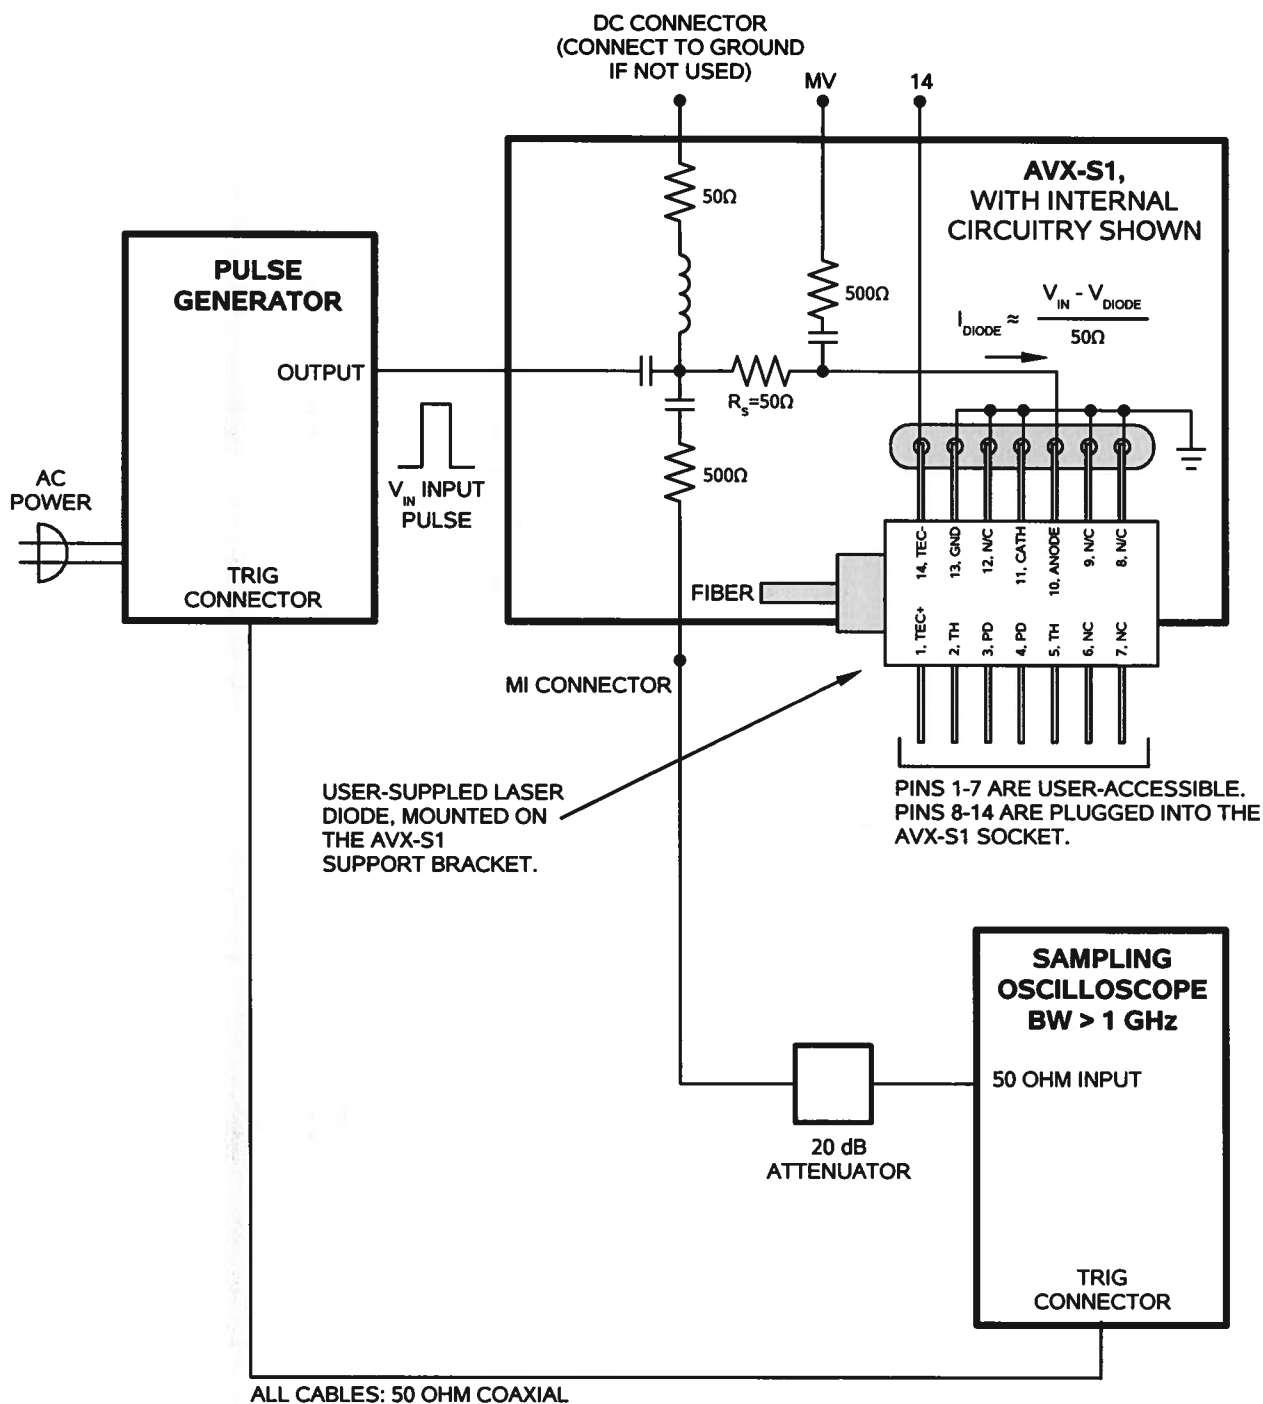 DC CONNECTOR
(CONNECT TO GROUND
IF NOT USED)
MV
14
AVX-S1,
WITH INTERNAL
CIRCUITRY SHOWN
50Ω
500Ω
I DIODE ≈ V IN - V DIODE
50Ω
PULSE
GENERATOR
OUTPUT
R s =50Ω
500Ω
V IN INPUT
PULSE
AC
POWER
TRIG
CONNECTOR
FIBER
14, TEC-
13, GND
12, N/C
11, CATH
10, ANODE
9, N/C
8, N/C
1, TEC+
2, TH
3, PD
4, PD
5, TH
6, NC
7, NC
MI CONNECTOR
USER-SUPPLED LASER
DIODE, MOUNTED ON
THE AVX-S1
SUPPORT BRACKET.
PINS 1-7 ARE USER-ACCESSIBLE.
PINS 8-14 ARE PLUGGED INTO THE
AVX-S1 SOCKET.
SAMPLING
OSCILLOSCOPE
BW > 1 GHz
50 OHM INPUT
20 dB
ATTENUATOR
TRIG
CONNECTOR
ALL CABLES: 50 OHM COAXIAL